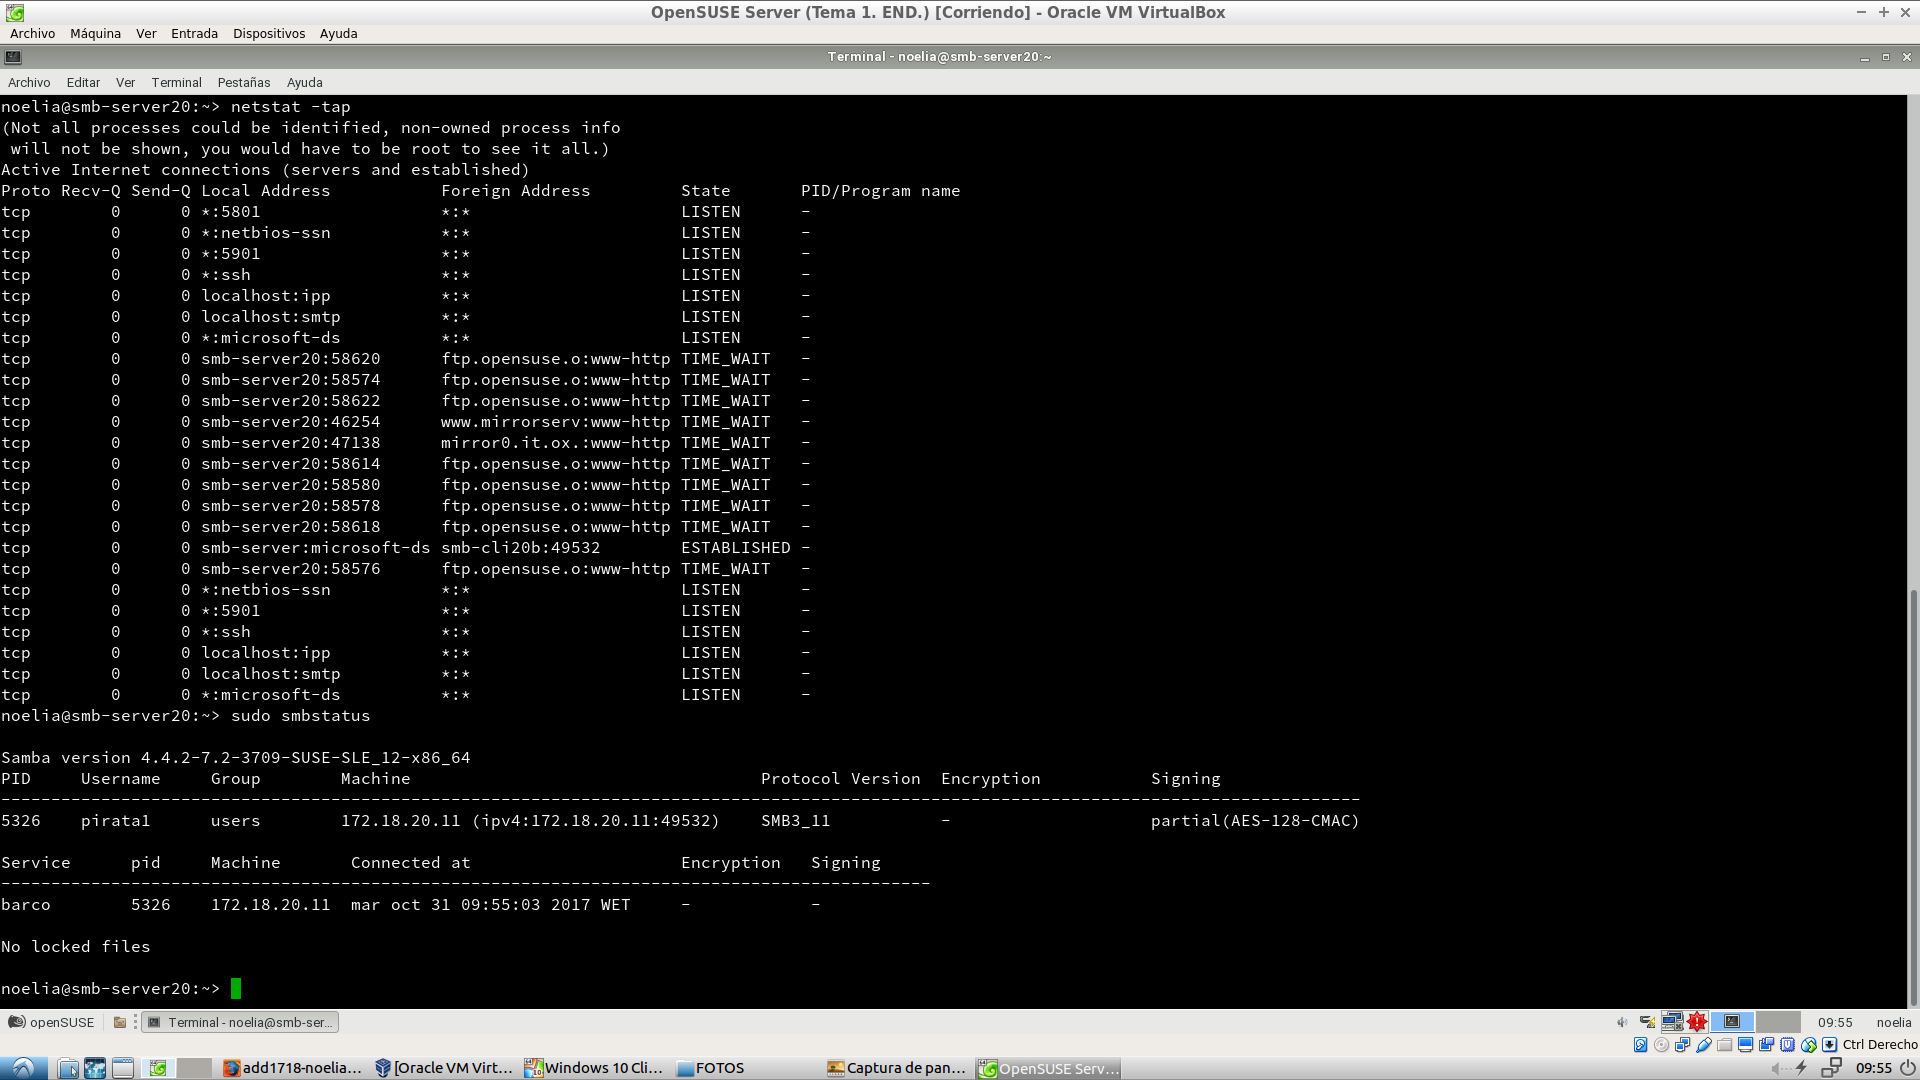 OpenSUSE Server (Tema 1. END.) [Corriendo] - Oracle VM VirtualBox
Archivo Máquina Ver Entrada Dispositivos Ayuda
Terminal - noelia@smb-server20:~
Archivo Editar Ver Terminal Pestañas Ayuda
noelia@smb-server20:~> netstat -tap
(Not all processes could be identified, non-owned process info
 will not be shown, you would have to be root to see it all.)
Active Internet connections (servers and established)
Proto Recv-Q Send-Q Local Address           Foreign Address         State       PID/Program name
tcp        0      0 *:5801                  *:*                     LISTEN      -
tcp        0      0 *:netbios-ssn           *:*                     LISTEN      -
tcp        0      0 *:5901                  *:*                     LISTEN      -
tcp        0      0 *:ssh                   *:*                     LISTEN      -
tcp        0      0 localhost:ipp           *:*                     LISTEN      -
tcp        0      0 localhost:smtp          *:*                     LISTEN      -
tcp        0      0 *:microsoft-ds          *:*                     LISTEN      -
tcp        0      0 smb-server20:58620      ftp.opensuse.o:www-http TIME_WAIT   -
tcp        0      0 smb-server20:58574      ftp.opensuse.o:www-http TIME_WAIT   -
tcp        0      0 smb-server20:58622      ftp.opensuse.o:www-http TIME_WAIT   -
tcp        0      0 smb-server20:46254      www.mirrorserv:www-http TIME_WAIT   -
tcp        0      0 smb-server20:47138      mirror0.it.ox.:www-http TIME_WAIT   -
tcp        0      0 smb-server20:58614      ftp.opensuse.o:www-http TIME_WAIT   -
tcp        0      0 smb-server20:58580      ftp.opensuse.o:www-http TIME_WAIT   -
tcp        0      0 smb-server20:58578      ftp.opensuse.o:www-http TIME_WAIT   -
tcp        0      0 smb-server20:58618      ftp.opensuse.o:www-http TIME_WAIT   -
tcp        0      0 smb-server:microsoft-ds smb-cli20b:49532        ESTABLISHED -
tcp        0      0 smb-server20:58576      ftp.opensuse.o:www-http TIME_WAIT   -
tcp        0      0 *:netbios-ssn           *:*                     LISTEN      -
tcp        0      0 *:5901                  *:*                     LISTEN      -
tcp        0      0 *:ssh                   *:*                     LISTEN      -
tcp        0      0 localhost:ipp           *:*                     LISTEN      -
tcp        0      0 localhost:smtp          *:*                     LISTEN      -
tcp        0      0 *:microsoft-ds          *:*                     LISTEN      -
noelia@smb-server20:~> sudo smbstatus
Samba version 4.4.2-7.2-3709-SUSE-SLE_12-x86_64
PID     Username     Group        Machine                                   Protocol Version  Encryption           Signing
----------------------------------------------------------------------------------------------------------------------------------------
5326    pirata1      users        172.18.20.11 (ipv4:172.18.20.11:49532)    SMB3_11           -                    partial(AES-128-CMAC)
Service      pid     Machine       Connected at                     Encryption   Signing
---------------------------------------------------------------------------------------------
barco        5326    172.18.20.11  mar oct 31 09:55:03 2017 WET     -            -
No locked files
noelia@smb-server20:~>
openSUSE Terminal - noelia@smb-ser... 09:55 noelia
Ctrl Derecho
add1718-noelia... [Oracle VM Virt... Windows 10 Cli... FOTOS Captura de pan... OpenSUSE Serv... 09:55